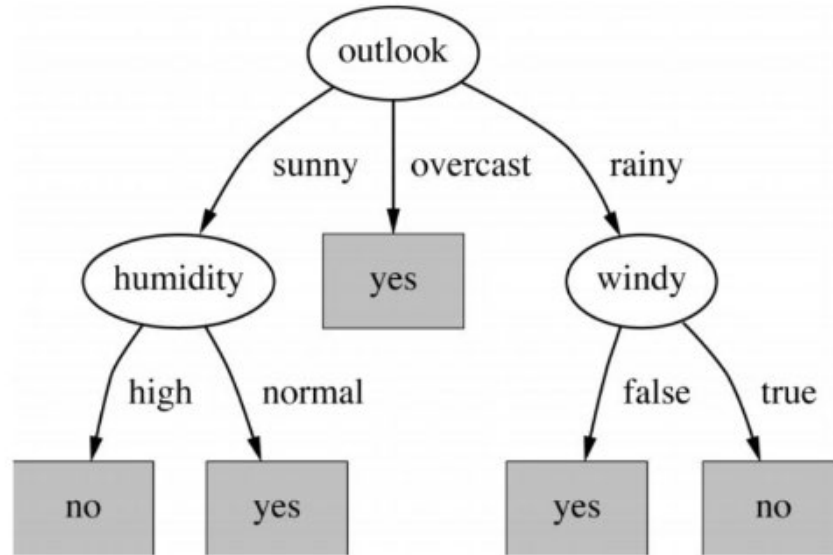 outlook
sunny overcast rainy
humidity yes windy
high normal false true
no yes yes no